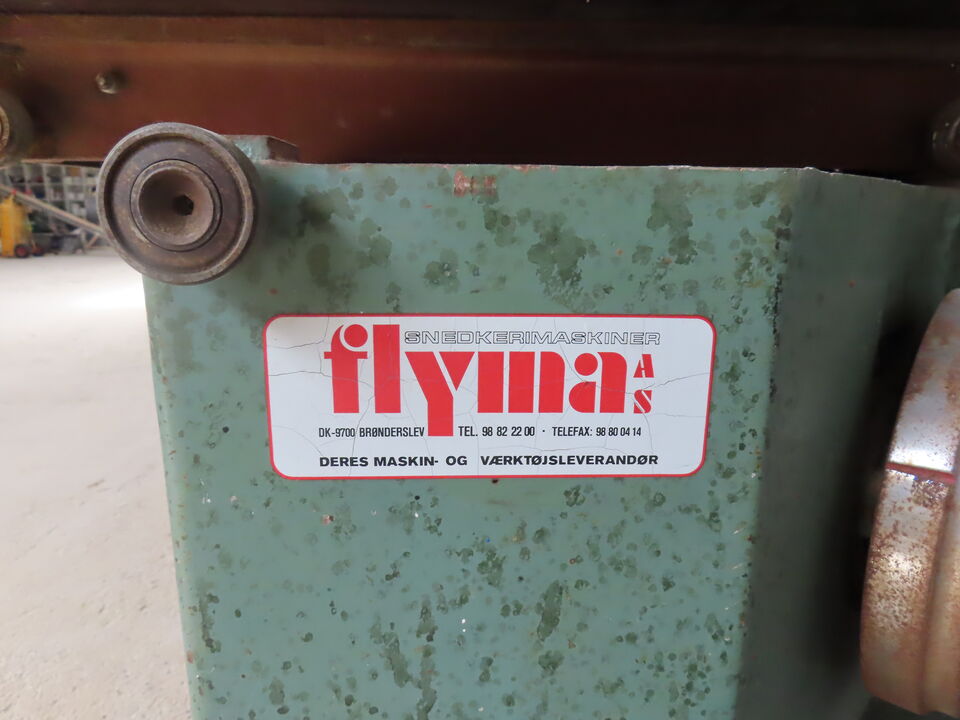 SNEDKERIMASKINER
flyma AS
DK-9700 BRØNDERSLEV TEL. 98 82 22 00 · TELEFAX: 98 80 04 14
DERES MASKIN- OG VÆRKTØJSLEVERANDØR